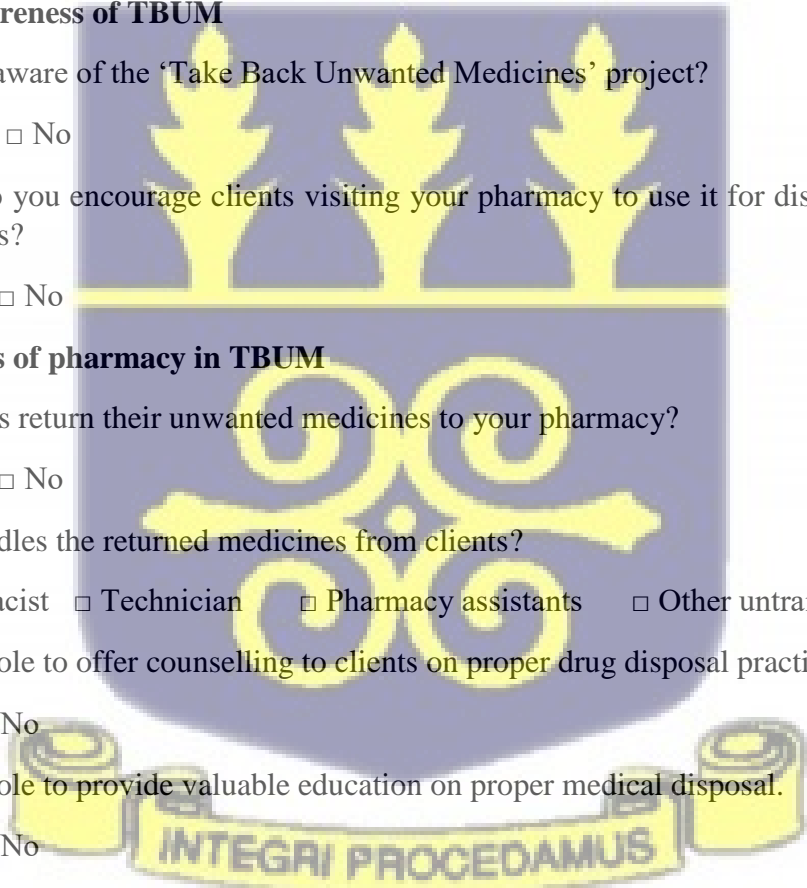 reness of TBUM
aware of the ‘Take Back Unwanted Medicines’ project?
□ No
you encourage clients visiting your pharmacy to use it for dis
s?
□ No
s of pharmacy in TBUM
s return their unwanted medicines to your pharmacy?
□ No
dles the returned medicines from clients?
acist □ Technician □ Pharmacy assistants □ Other untra
ole to offer counselling to clients on proper drug disposal practi
No
ole to provide valuable education on proper medical disposal.
No
INTEGRI PROCEDAMUS